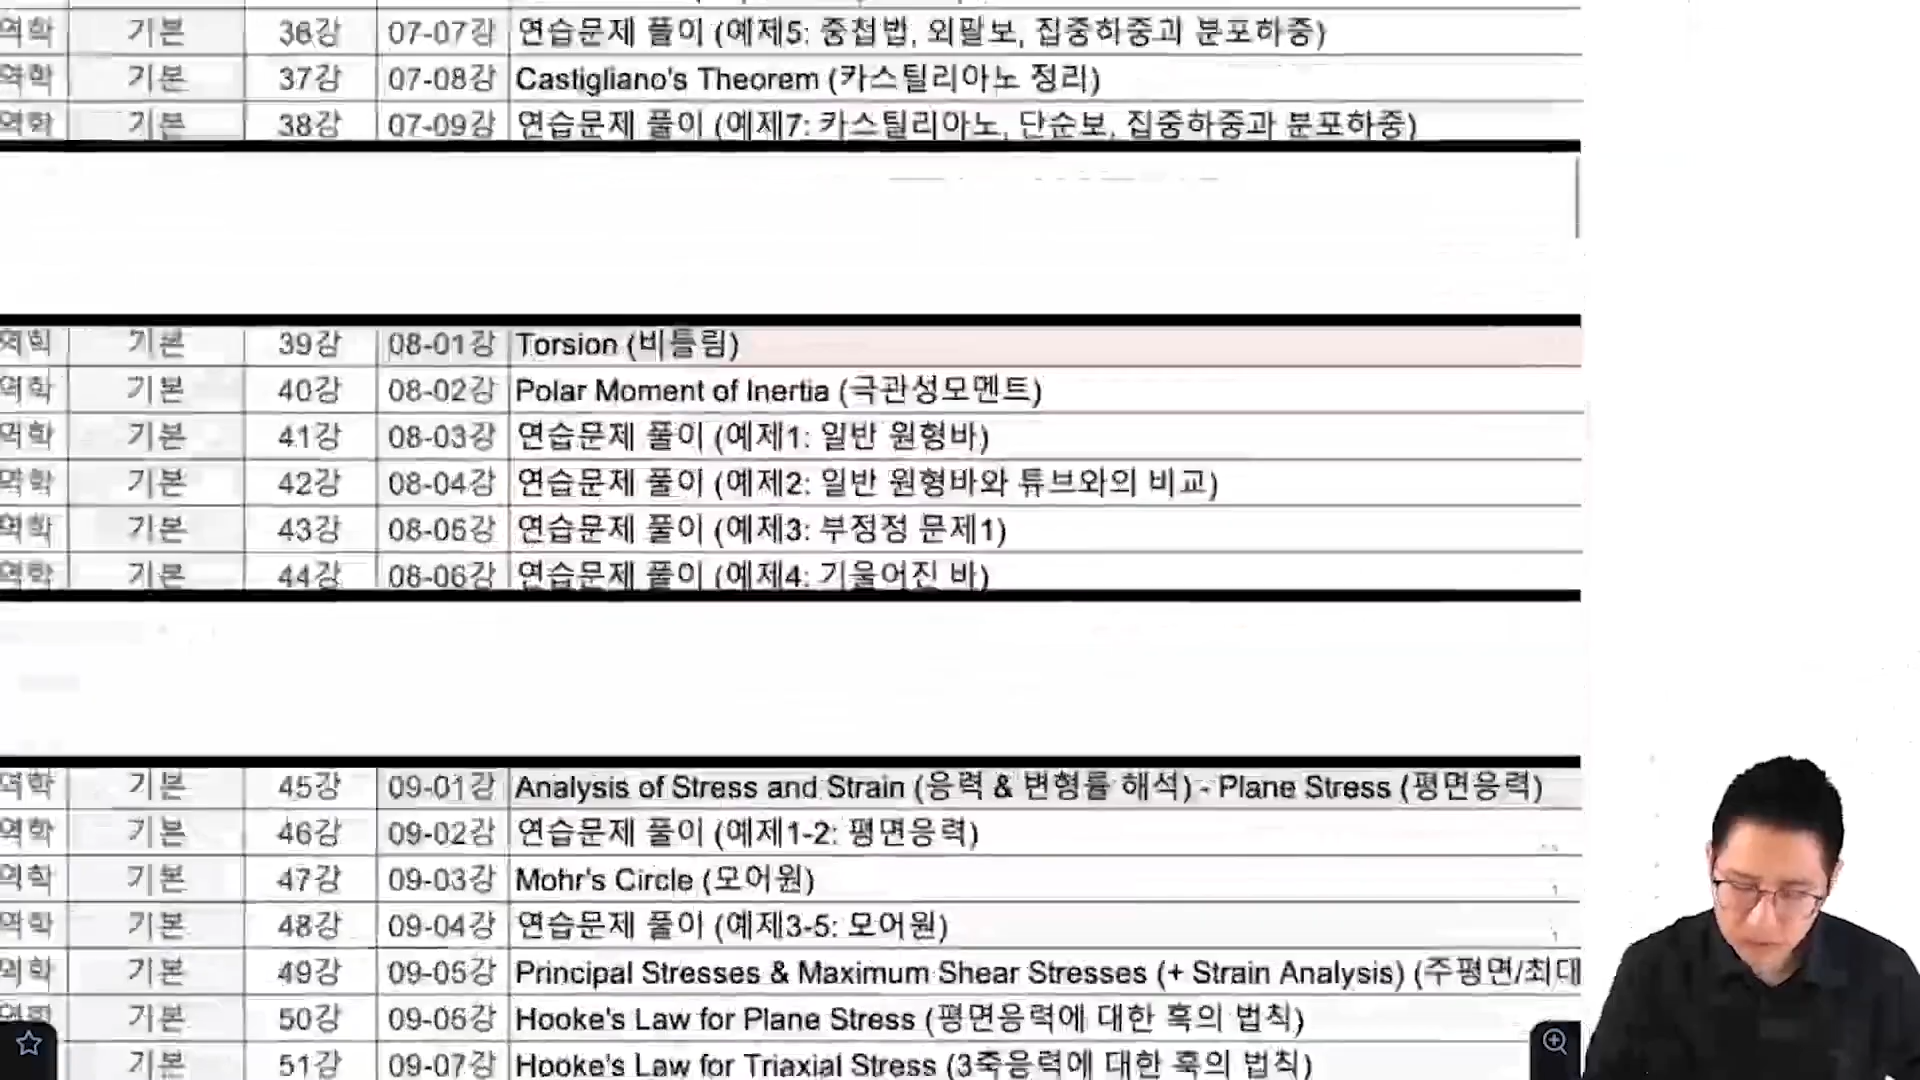 역학 기본 36강 07-07강 연습문제 풀이 (예제5: 중첩법, 외팔보, 집중하중과 분포하중)
역학 기본 37강 07-08강 Castigliano's Theorem (카스틸리아노 정리)
역학 기본 38강 07-09강 연습문제 풀이 (예제7: 카스틸리아노, 단순보, 집중하중과 분포하중)
역학 기본 39강 08-01강 Torsion (비틀림)
역학 기본 40강 08-02강 Polar Moment of Inertia (극관성모멘트)
역학 기본 41강 08-03강 연습문제 풀이 (예제1: 일반 원형바)
역학 기본 42강 08-04강 연습문제 풀이 (예제2: 일반 원형바와 튜브와의 비교)
역학 기본 43강 08-05강 연습문제 풀이 (예제3: 부정정 문제1)
역학 기본 44강 08-06강 연습문제 풀이 (예제4: 기울어진 바)
역학 기본 45강 09-01강 Analysis of Stress and Strain (응력 & 변형률 해석) - Plane Stress (평면응력)
역학 기본 46강 09-02강 연습문제 풀이 (예제1-2: 평면응력)
역학 기본 47강 09-03강 Mohr's Circle (모어원)
역학 기본 48강 09-04강 연습문제 풀이 (예제3-5: 모어원)
역학 기본 49강 09-05강 Principal Stresses & Maximum Shear Stresses (+ Strain Analysis) (주평면/최대
역학 기본 50강 09-06강 Hooke's Law for Plane Stress (평면응력에 대한 훅의 법칙)
기본 51강 09-07강 Hooke's Law for Triaxial Stress (3축응력에 대한 훅의 법칙)